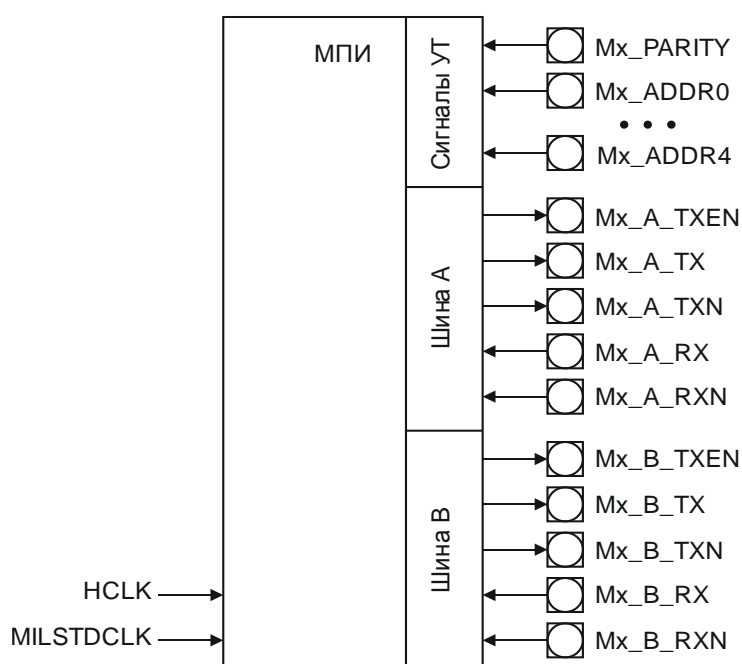 МПИ
Сигналы УТ
Mx_PARITY
Mx_ADDR0
• • •
Mx_ADDR4
Шина A
Mx_A_TXEN
Mx_A_TX
Mx_A_TXN
Mx_A_RX
Mx_A_RXN
Шина B
Mx_B_TXEN
Mx_B_TX
Mx_B_TXN
Mx_B_RX
Mx_B_RXN
HCLK
MILSTDCLK